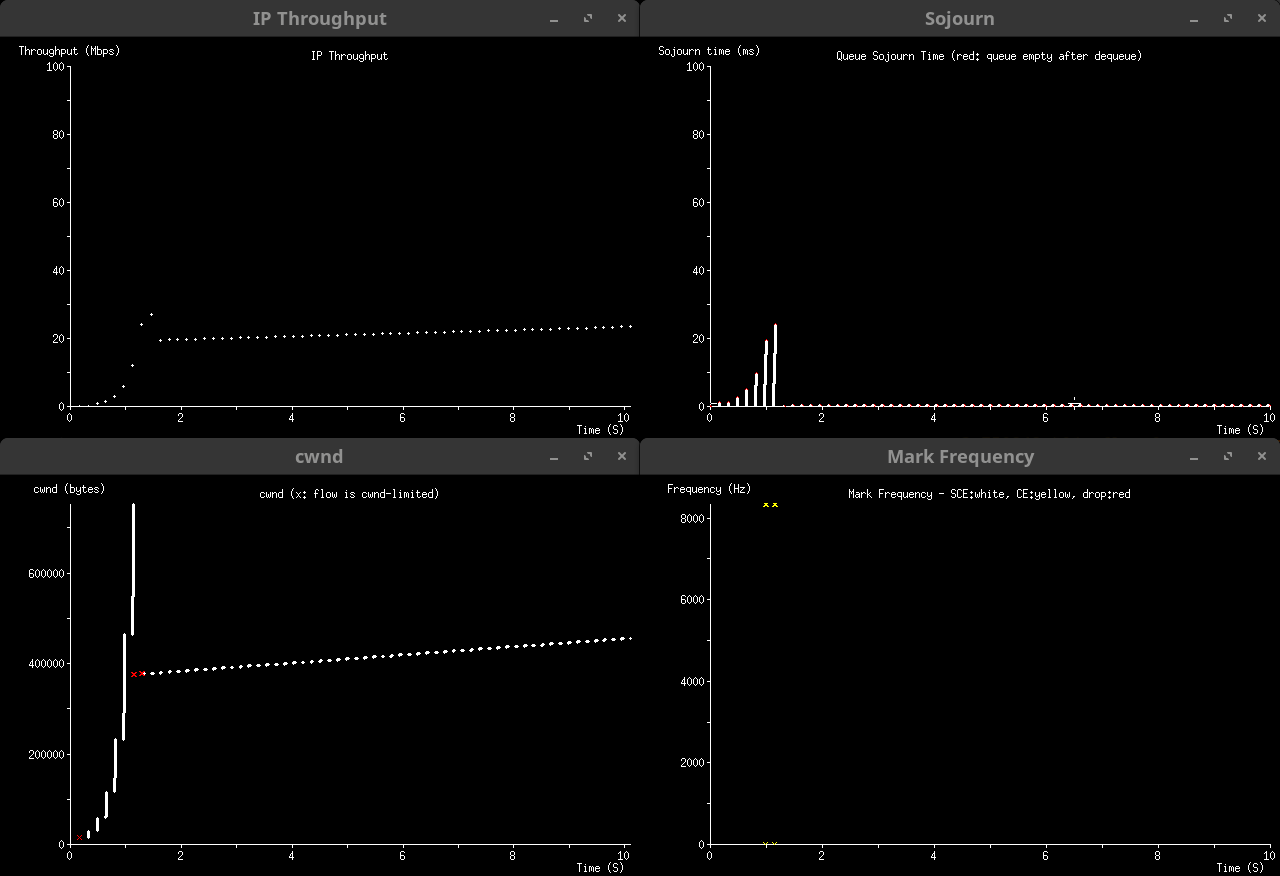 IP Throughput
Throughput (Mbps)
IP Throughput
100
80
60
40
20
0
0 2 4 6 8 10
Time (S)
Sojourn
Sojourn time (ms)
Queue Sojourn Time (red: queue empty after dequeue)
100
80
60
40
20
0
0 2 4 6 8 10
Time (S)
cwnd
cwnd (bytes)
cwnd (x: flow is cwnd-limited)
600000
400000
200000
0
0 2 4 6 8 10
Time (S)
Mark Frequency
Frequency (Hz)
Mark Frequency - SCE:white, CE:yellow, drop:red
8000
6000
4000
2000
0
0 2 4 6 8 10
Time (S)